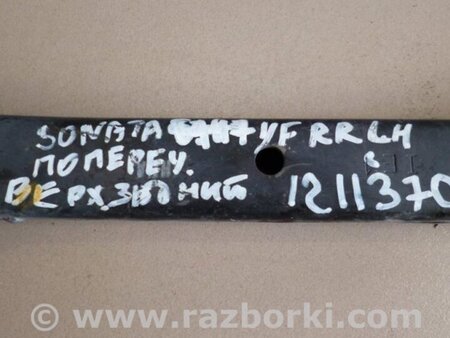 SONATA YF RR LH
ПОПЕРЕЧ.
ВЕРХ.ЗАДНИЙ 1211370
© www.razborki.com